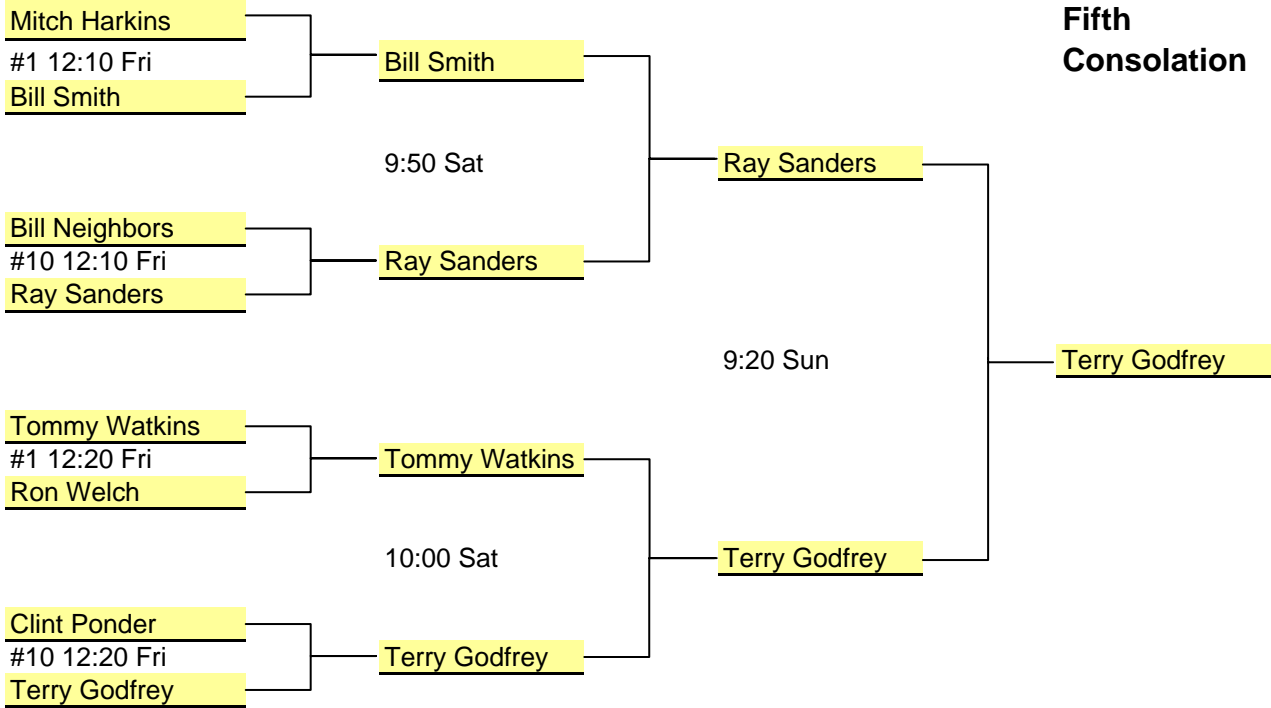 Mitch Harkins
#1 12:10 Fri
Bill Smith
Bill Neighbors
#10 12:10 Fri
Ray Sanders
Tommy Watkins
#1 12:20 Fri
Ron Welch
Clint Ponder
#10 12:20 Fri
Terry Godfrey
Bill Smith
9:50 Sat
Ray Sanders
Tommy Watkins
10:00 Sat
Terry Godfrey
Ray Sanders
9:20 Sun
Terry Godfrey
Fifth
Consolation
Terry Godfrey